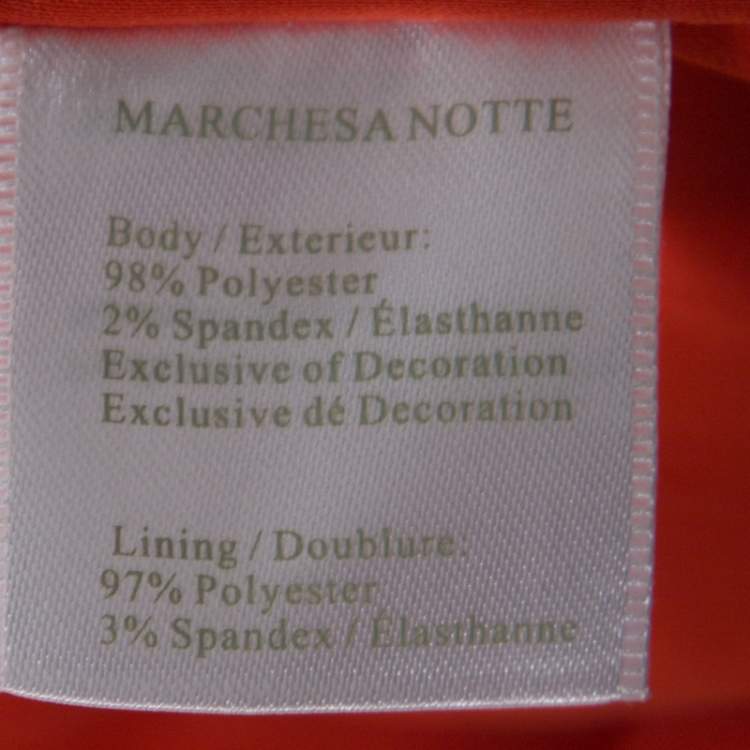 MARCHESA NOTTE
Body / Exterieur:
98% Polyester
2% Spandex / Élasthanne
Exclusive of Decoration
Exclusive dé Decoration
Lining / Doublure:
97% Polyester
3% Spandex / Élasthanne